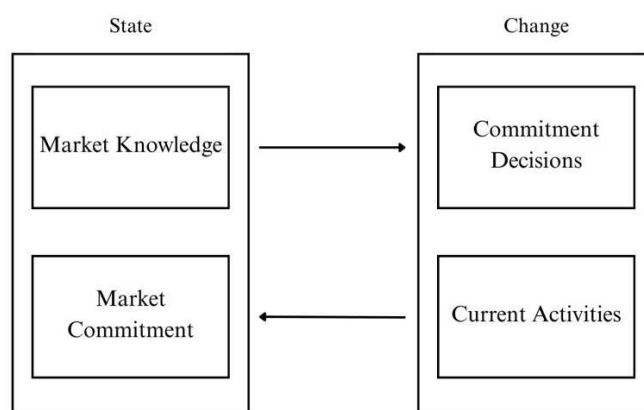 State
Change
Market Knowledge
Commitment
Decisions
Market
Commitment
Current Activities